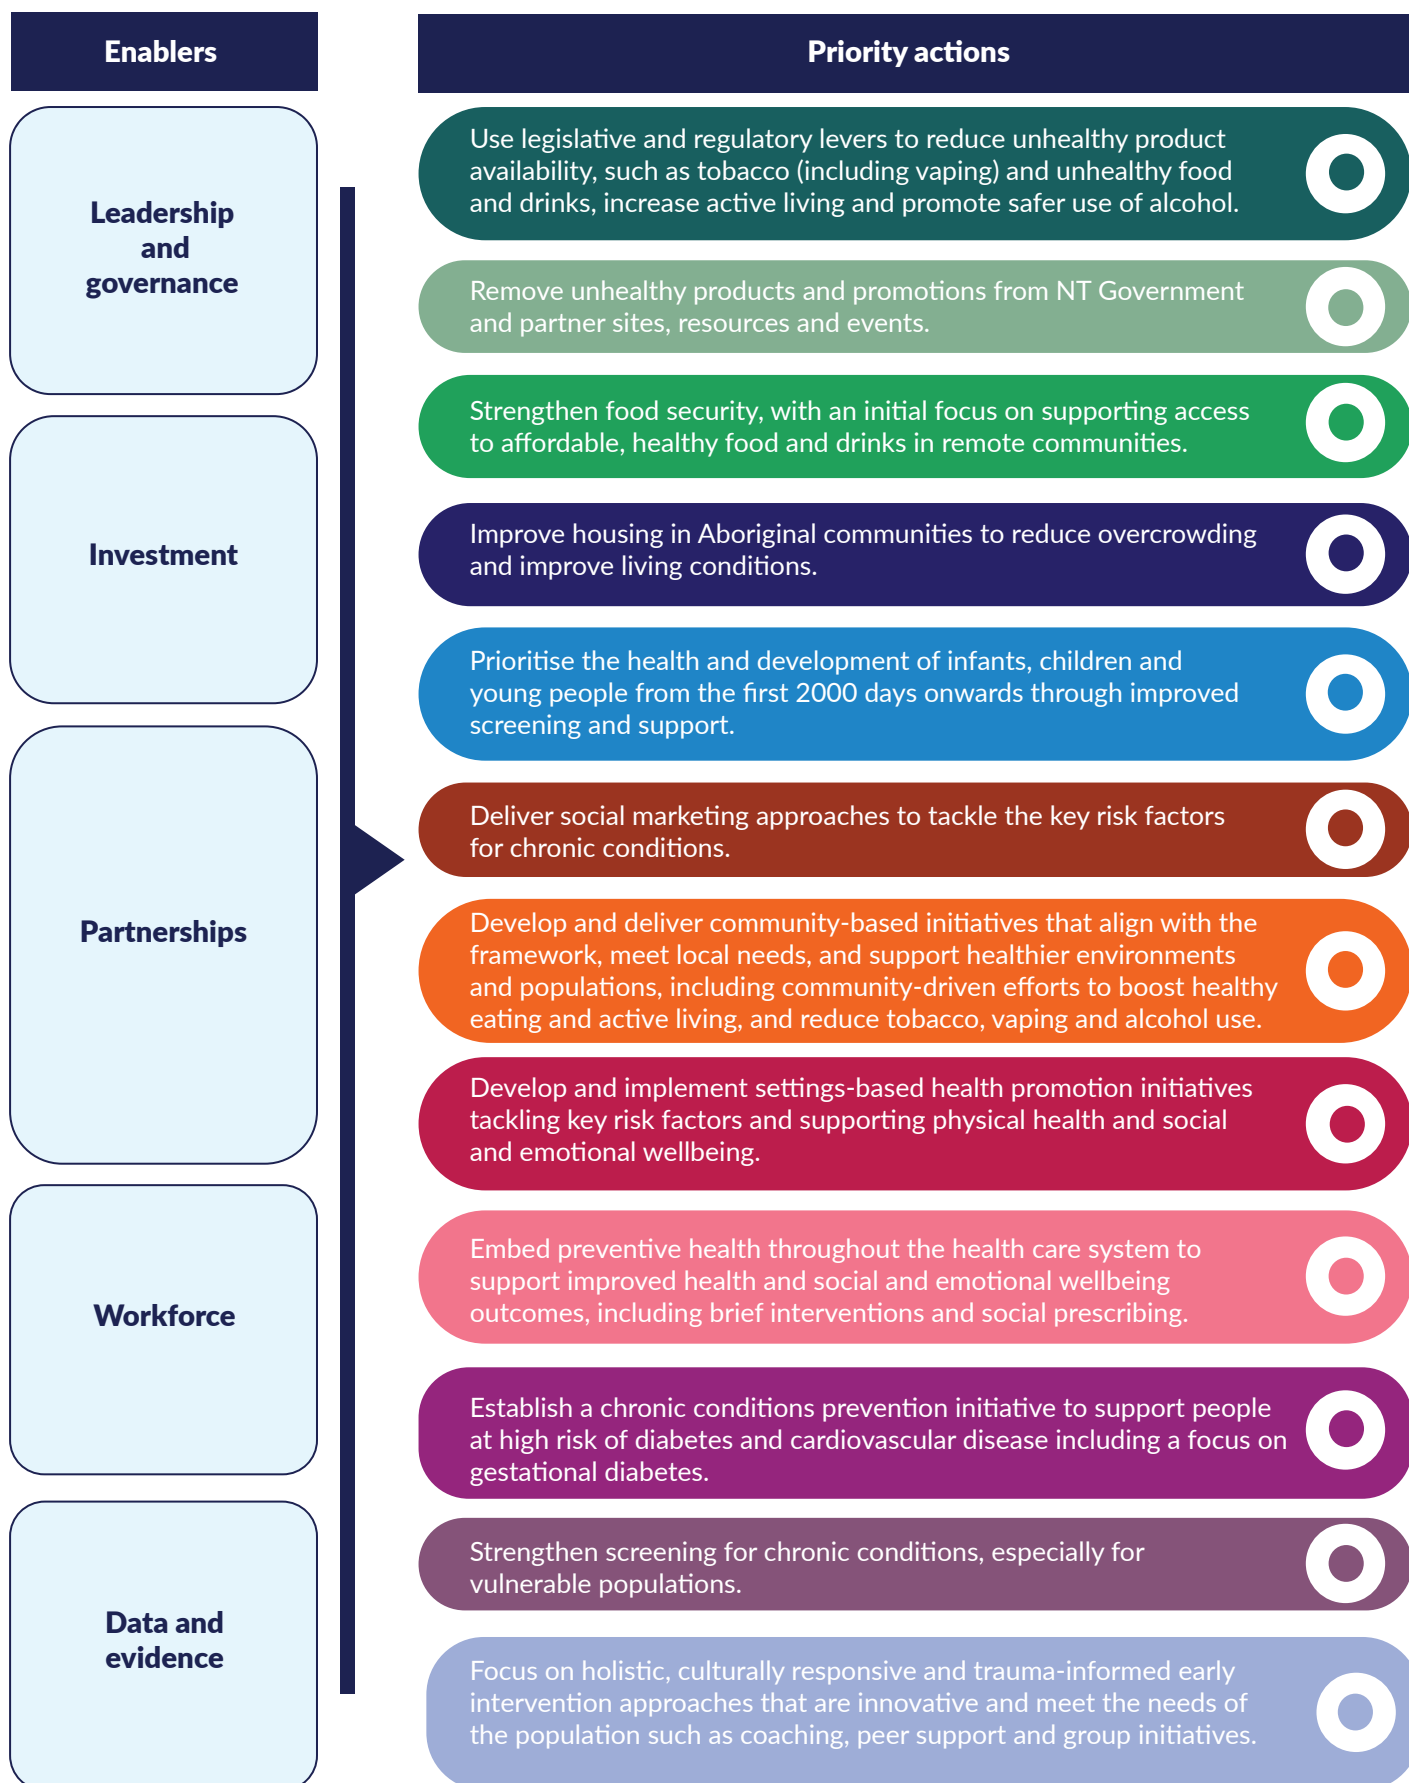 Enablers
Leadership
and
governance
Investment
Partnerships
Workforce
Data and
evidence
Priority actions
Use legislative and regulatory levers to reduce unhealthy product
availability, such as tobacco (including vaping) and unhealthy food
and drinks, increase active living and promote safer use of alcohol.
Remove unhealthy products and promotions from NT Government
and partner sites, resources and events.
Strengthen food security, with an initial focus on supporting access
to affordable, healthy food and drinks in remote communities.
Improve housing in Aboriginal communities to reduce overcrowding
and improve living conditions.
Prioritise the health and development of infants, children and
young people from the first 2000 days onwards through improved
screening and support.
Deliver social marketing approaches to tackle the key risk factors
for chronic conditions.
Develop and deliver community-based initiatives that align with the
framework, meet local needs, and support healthier environments
and populations, including community-driven efforts to boost healthy
eating and active living, and reduce tobacco, vaping and alcohol use.
Develop and implement settings-based health promotion initiatives
tackling key risk factors and supporting physical health and social
and emotional wellbeing.
Embed preventive health throughout the health care system to
support improved health and social and emotional wellbeing
outcomes, including brief interventions and social prescribing.
Establish a chronic conditions prevention initiative to support people
at high risk of diabetes and cardiovascular disease including a focus on
gestational diabetes.
Strengthen screening for chronic conditions, especially for
vulnerable populations.
Focus on holistic, culturally responsive and trauma-informed early
intervention approaches that are innovative and meet the needs of
the population such as coaching, peer support and group initiatives.